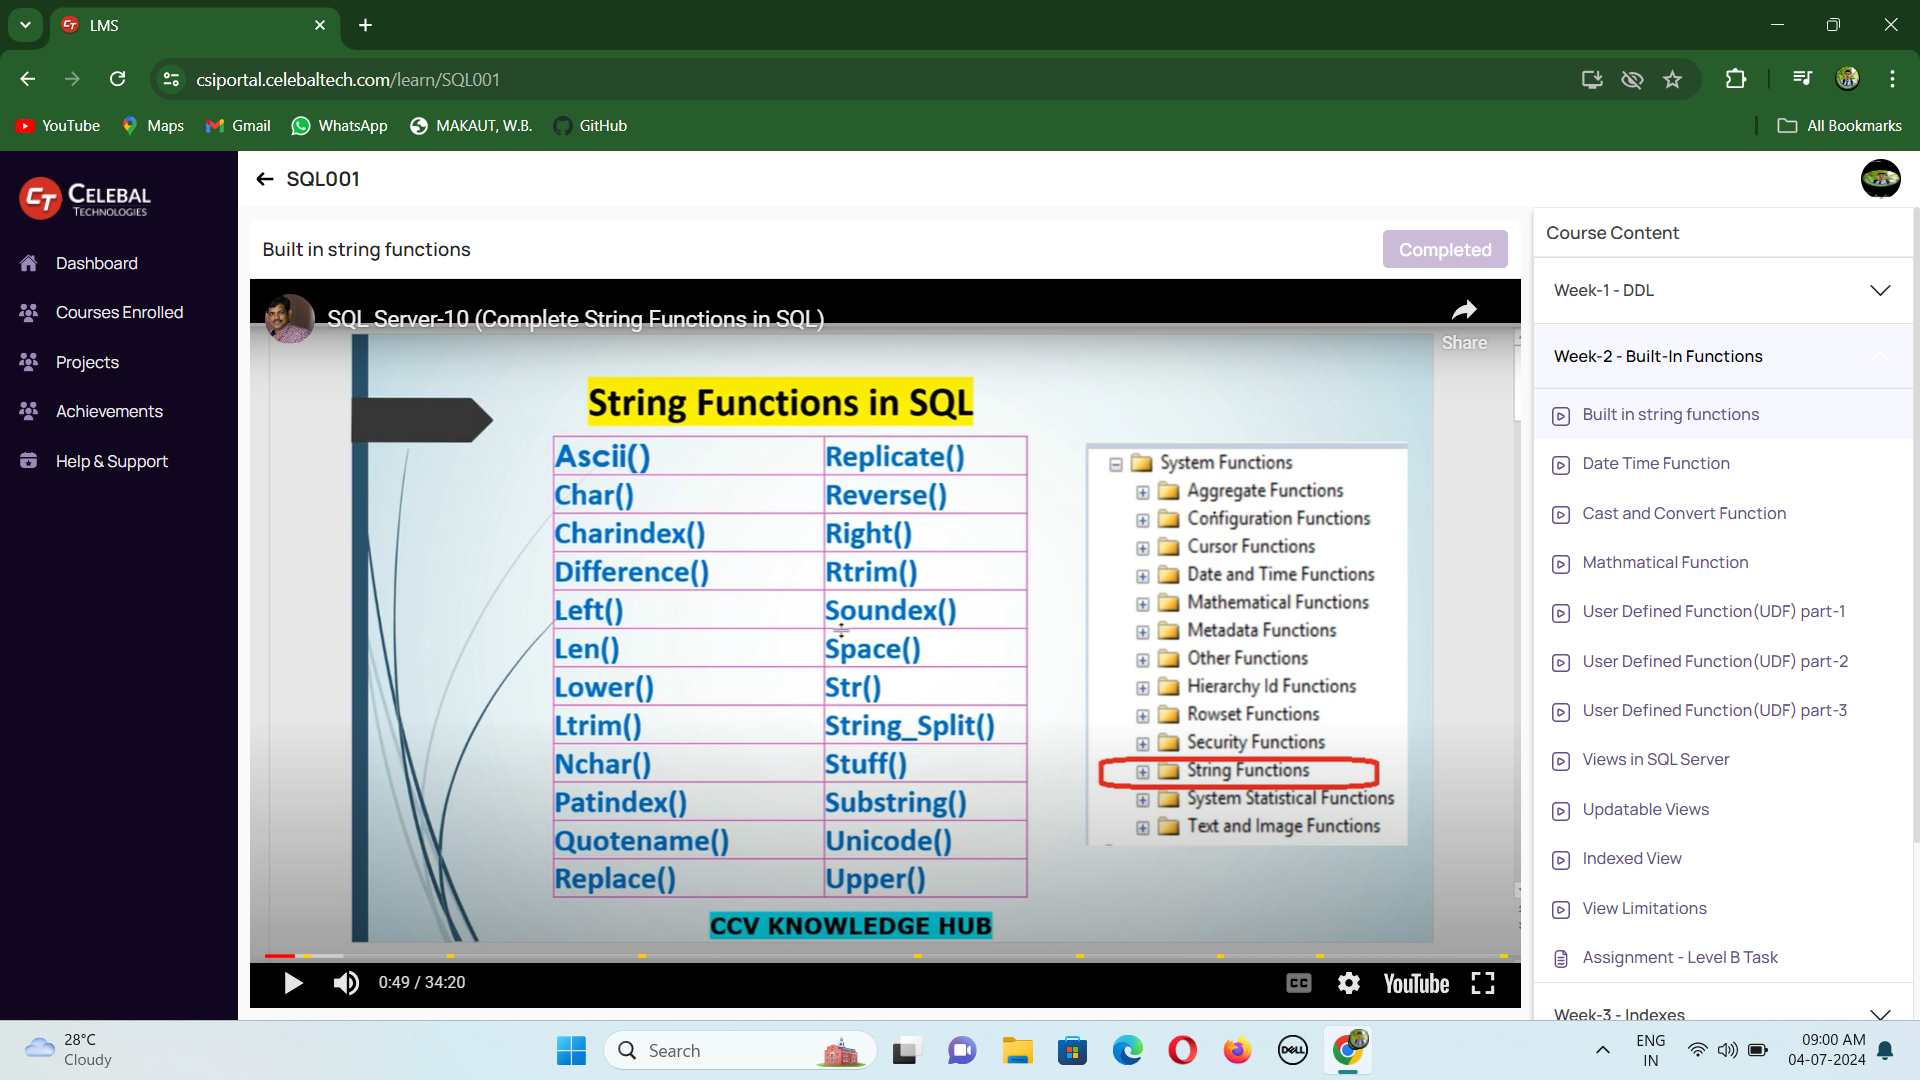 LMS
csiportal.celebaltech.com/learn/SQL001
YouTube
Maps
Gmail
WhatsApp
MAKAUT, W.B.
GitHub
All Bookmarks
CT CELEBAL
TECHNOLOGIES
Dashboard
Courses Enrolled
Projects
Achievements
Help & Support
SQL001
Built in string functions
Completed
SQL Server-10 (Complete String Functions in SQL)
Share
String Functions in SQL
Ascii() Replicate()
Char() Reverse()
Charindex() Right()
Difference() Rtrim()
Left() Soundex()
Len() Space()
Lower() Str()
Ltrim() String_Split()
Nchar() Stuff()
Patindex() Substring()
Quotename() Unicode()
Replace() Upper()
CCV KNOWLEDGE HUB
System Functions
Aggregate Functions
Configuration Functions
Cursor Functions
Date and Time Functions
Mathematical Functions
Metadata Functions
Other Functions
Hierarchy Id Functions
Rowset Functions
Security Functions
String Functions
System Statistical Functions
Text and Image Functions
0:49 / 34:20
CC
YouTube
Course Content
Week-1 - DDL
Week-2 - Built-In Functions
Built in string functions
Date Time Function
Cast and Convert Function
Mathmatical Function
User Defined Function(UDF) part-1
User Defined Function(UDF) part-2
User Defined Function(UDF) part-3
Views in SQL Server
Updatable Views
Indexed View
View Limitations
Assignment - Level B Task
Week-3 - Indexes
28°C
Cloudy
Search
DELL
ENG
IN
09:00 AM
04-07-2024